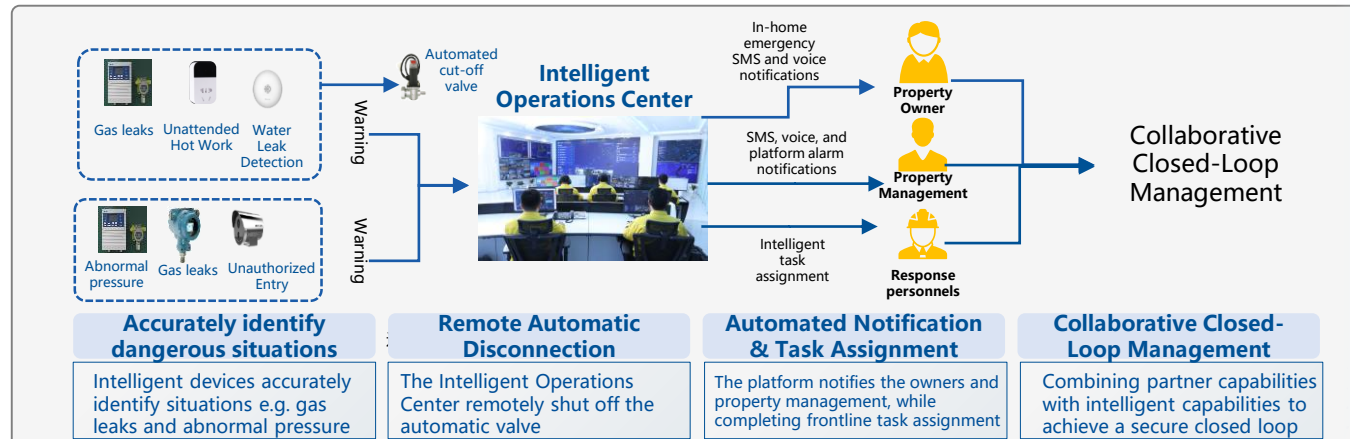 Gas leaks
Unattended
Hot Work
Water
Leak
Detection
Automated
cut-off
valve
Warning
Abnormal
pressure
Gas leaks
Unauthorized
Entry
Warning
Intelligent
Operations Center
In-home
emergency
SMS and voice
notifications
SMS, voice, and
platform alarm
notifications
Intelligent
task
assignment
Property
Owner
Property
Management
Response
personnels
Collaborative
Closed-Loop
Management
Accurately identify
dangerous situations
Intelligent devices accurately
identify situations e.g. gas
leaks and abnormal pressure
Remote Automatic
Disconnection
The Intelligent Operations
Center remotely shut off the
automatic valve
Automated Notification
& Task Assignment
The platform notifies the owners and
property management, while
completing frontline task assignment
Collaborative Closed-
Loop Management
Combining partner capabilities
with intelligent capabilities to
achieve a secure closed loop